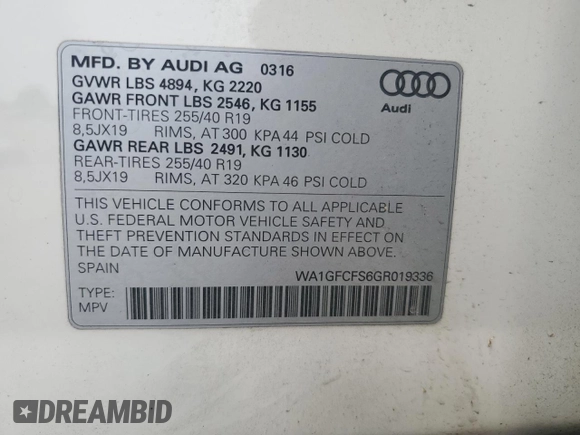 MFD. BY AUDI AG 0316
GVWR LBS 4894, KG 2220
GAWR FRONT LBS 2546, KG 1155
FRONT-TIRES 255/40 R19
8,5JX19 RIMS, AT 300 KPA 44 PSI COLD
GAWR REAR LBS 2491, KG 1130
REAR-TIRES 255/40 R19
8,5JX19 RIMS, AT 320 KPA 46 PSI COLD
Audi
THIS VEHICLE CONFORMS TO ALL APPLICABLE
U.S. FEDERAL MOTOR VEHICLE SAFETY AND
THEFT PREVENTION STANDARDS IN EFFECT ON
THE DATE OF MANUFACTURE SHOWN ABOVE.
SPAIN WA1GFCFS6GR019336
TYPE:
MPV
DREAMBID